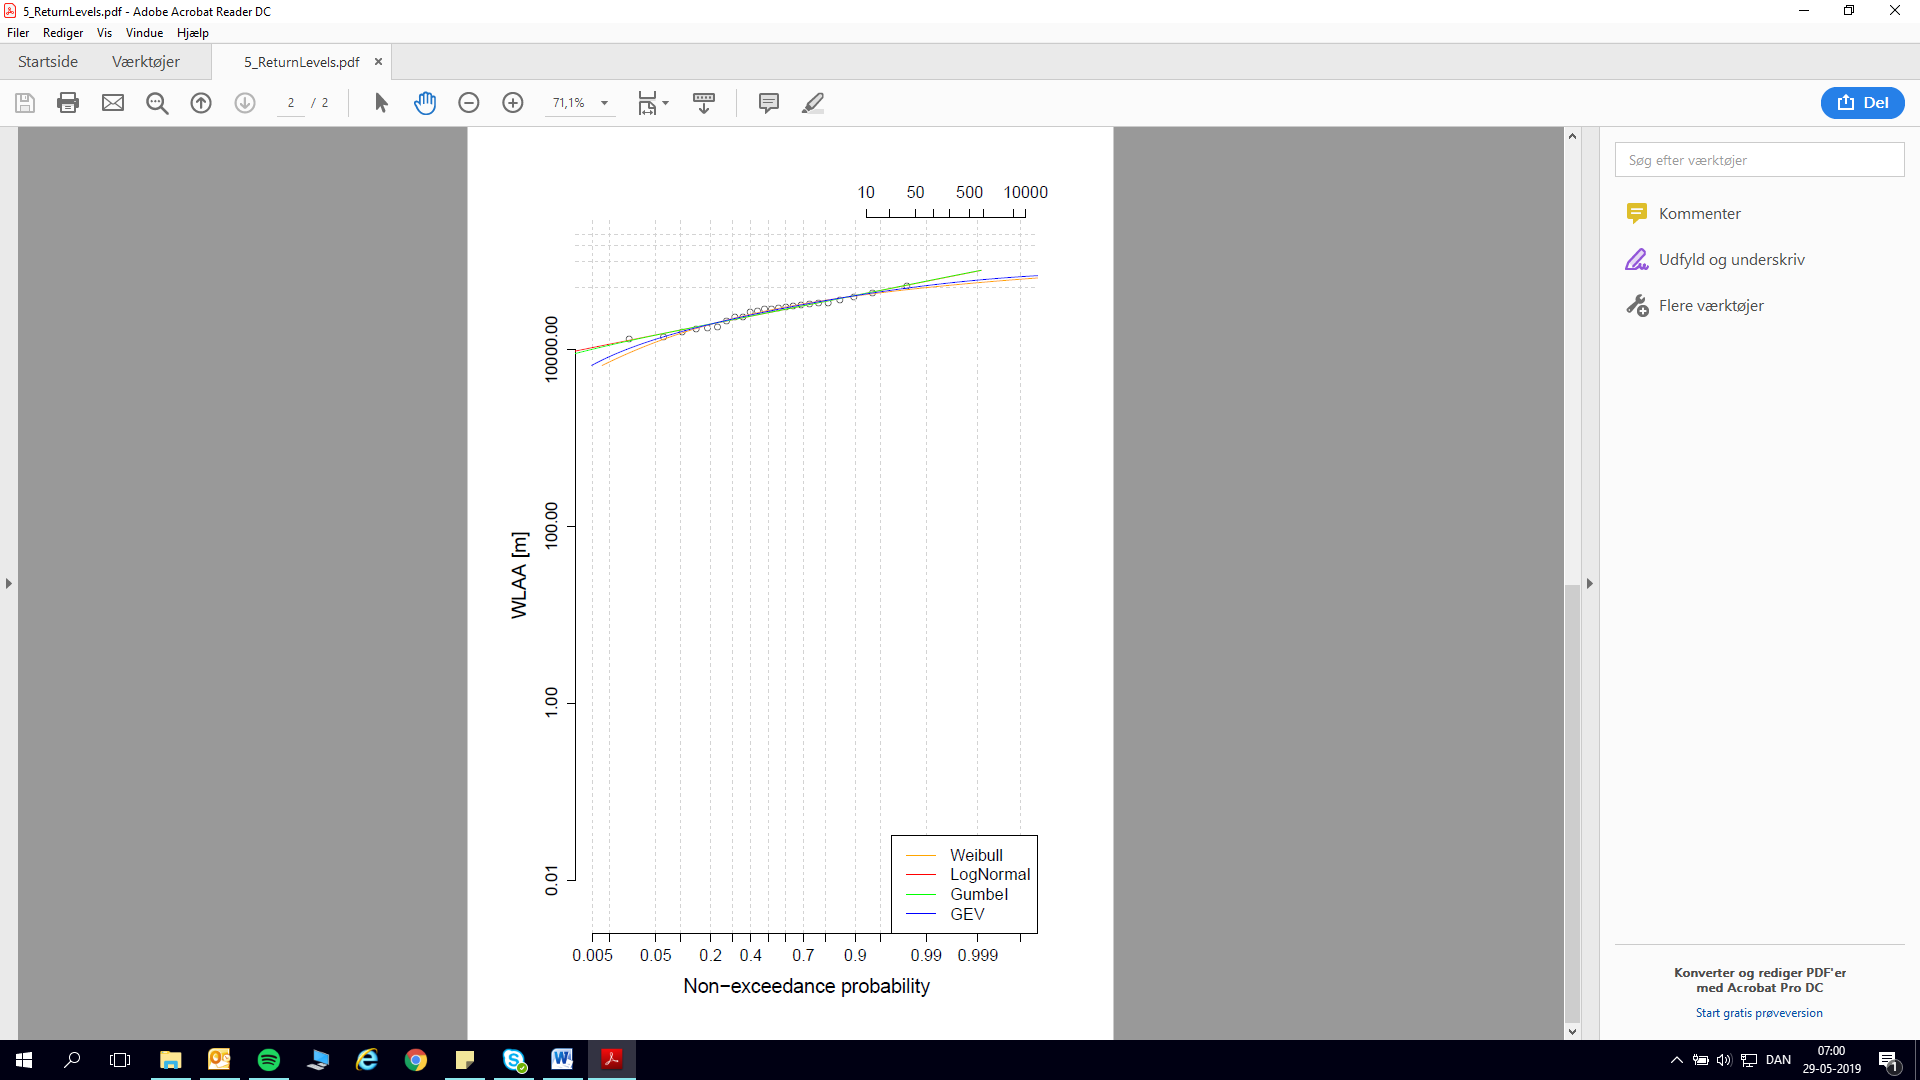 5_ReturnLevels.pdf - Adobe Acrobat Reader DC
Filer Rediger Vis Vindue Hjælp
Startside Værktøjer 5_ReturnLevels.pdf ×
2 / 2 71,1% Del
Søg efter værktøjer
Kommenter
Udfyld og underskriv
Flere værktøjer
10 50 500 10000
10000.00
100.00
1.00
0.01
WLAA [m]
Weibull
LogNormal
Gumbel
GEV
0.005 0.05 0.2 0.4 0.7 0.9 0.99 0.999
Non−exceedance probability
Konverter og rediger PDF'er
med Acrobat Pro DC
Start gratis prøveversion
DAN
07:00
29-05-2019
1